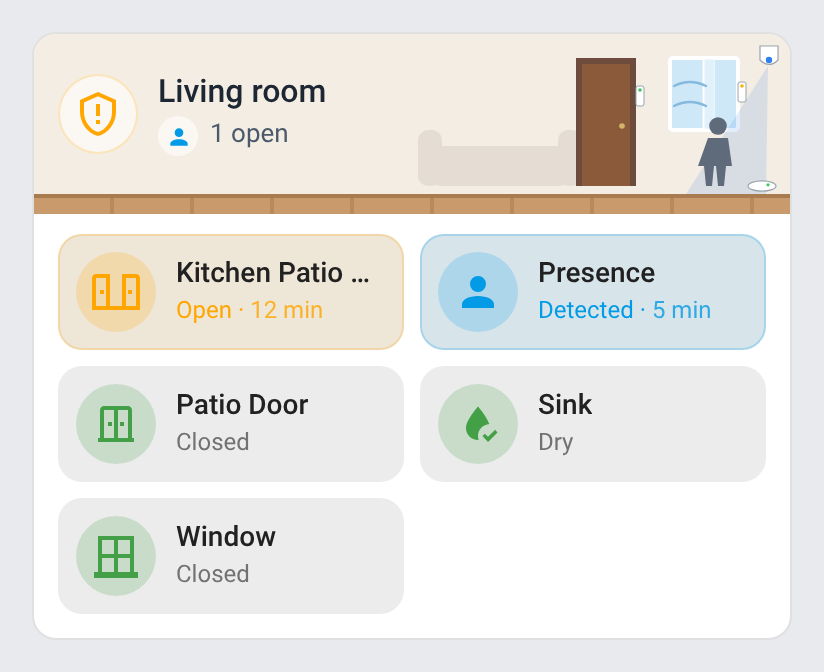 Living room
1 open
Kitchen Patio ...
Open · 12 min
Presence
Detected · 5 min
Patio Door
Closed
Sink
Dry
Window
Closed